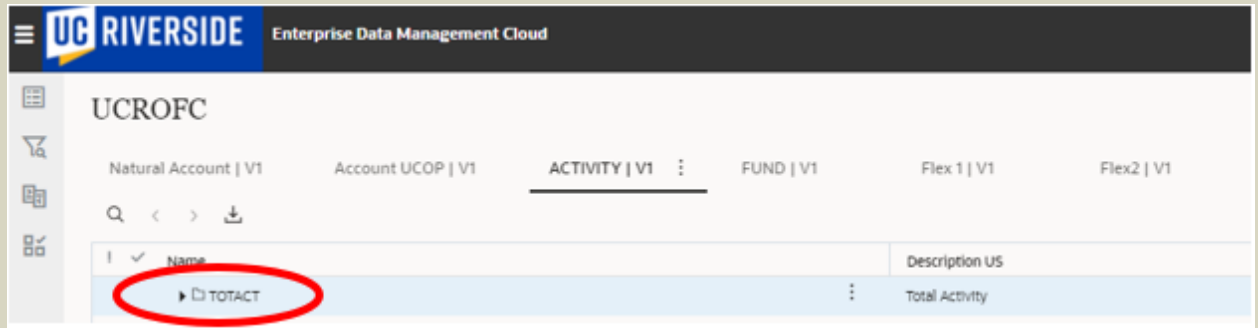 UC RIVERSIDE Enterprise Data Management Cloud
UCROFC
Natural Account | V1 Account UCOP | V1 ACTIVITY | V1 FUND | V1 Flex 1 | V1 Flex2 | V1
! Name Description US
TOTACT Total Activity